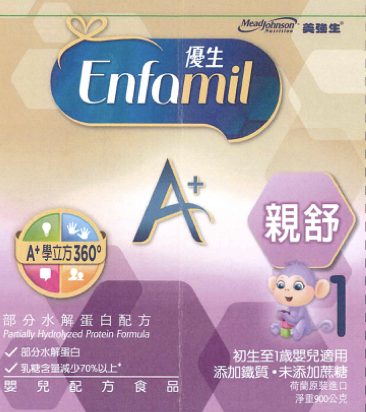 MeadJohnson
Nutrition
美強生®
優生
Enfamil
A+
親舒
A+學立方360°
1
部分水解蛋白配方
Partially Hydrolyzed Protein Formula
✓部分水解蛋白
✓乳糖含量減少70%以上*
嬰兒配方食品
初生至1歲嬰兒適用
添加鐵質•未添加蔗糖
荷蘭原裝進口
淨重900公克